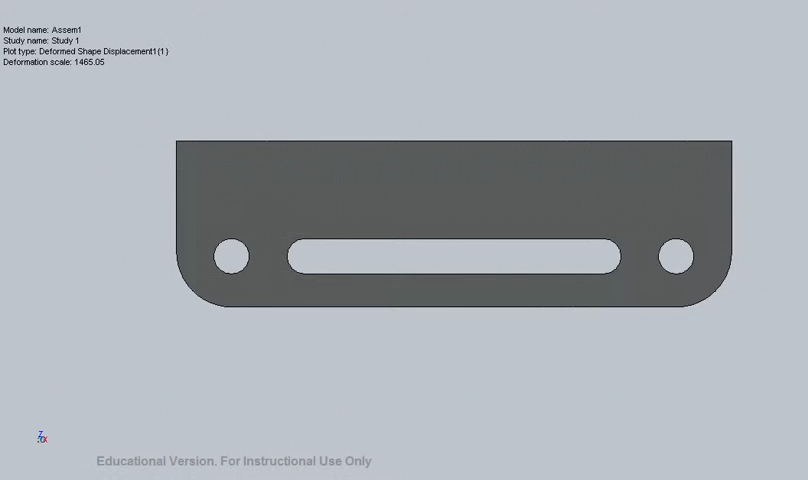 Model name: Assem1
Study name: Study 1
Plot type: Deformed Shape Displacement1{1}
Deformation scale: 1465.05
Educational Version. For Instructional Use Only